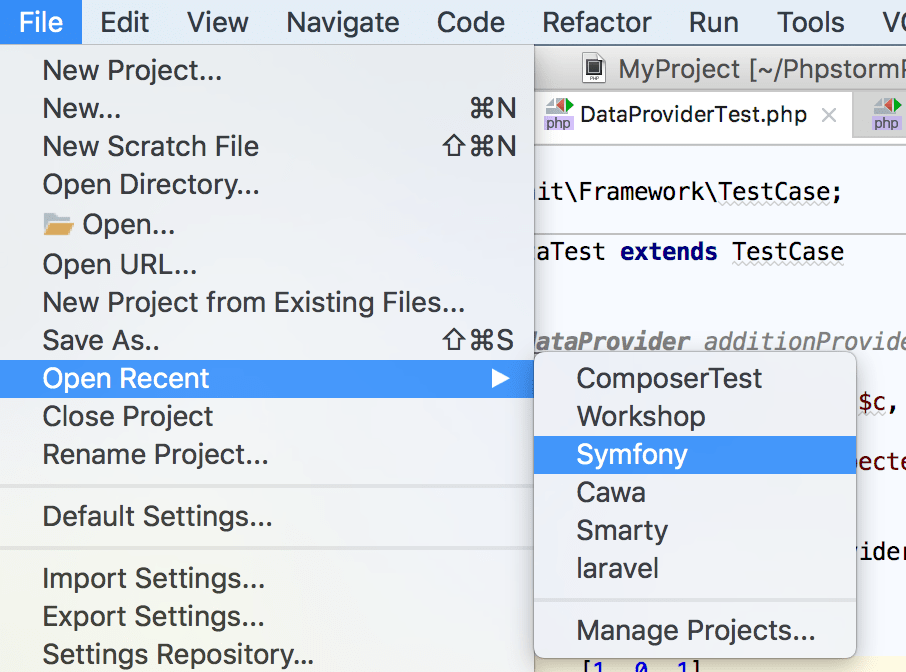 File Edit View Navigate Code Refactor Run Tools
New Project...
New... ⌘N
New Scratch File ⇧⌘N
Open Directory...
Open...
Open URL...
New Project from Existing Files...
Save As.. ⇧⌘S
Open Recent ▶
Close Project
Rename Project...
Default Settings...
Import Settings...
Export Settings...
Settings Repository...
ComposerTest
Workshop
Symfony
Cawa
Smarty
laravel
Manage Projects...
PHP MyProject [~/Phpstorm
php DataProviderTest.php × php
it\Framework\TestCase;
aTest extends TestCase
dataProvider additionProvide
$c,
ecte
ider
[1, 0, 1]